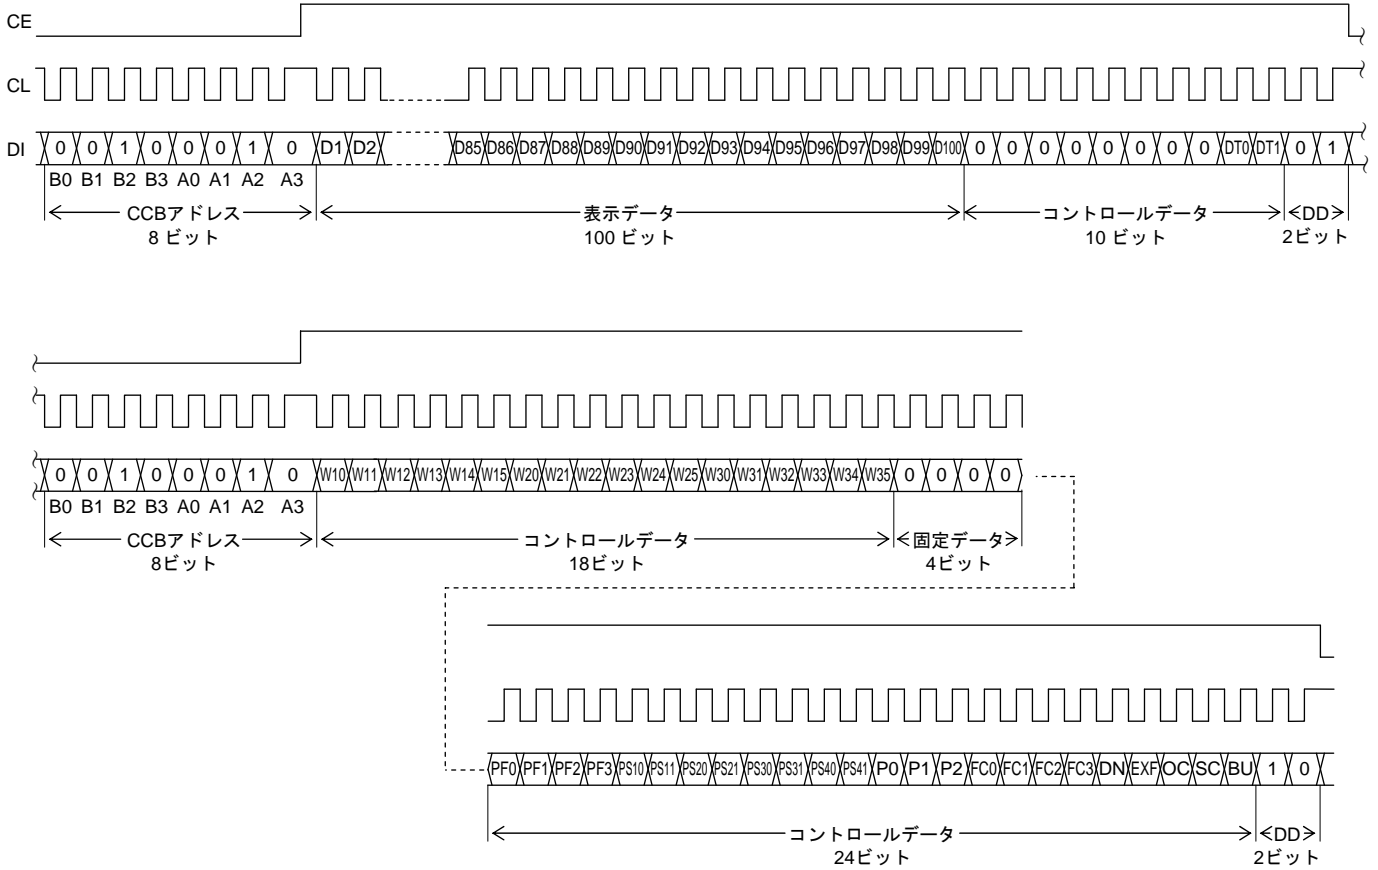 CE
CL
DI 0 0 1 0 0 0 1 0 D1 D2 D85 D86 D87 D88 D89 D90 D91 D92 D93 D94 D95 D96 D97 D98 D99 D100 0 0 0 0 0 0 0 0 DT0 DT1 0 1
B0 B1 B2 B3 A0 A1 A2 A3
CCBアドレス 表示データ コントロールデータ DD
8 ビット 100 ビット 10 ビット 2ビット
0 0 1 0 0 0 1 0 W10 W11 W12 W13 W14 W15 W20 W21 W22 W23 W24 W25 W30 W31 W32 W33 W34 W35 0 0 0 0
B0 B1 B2 B3 A0 A1 A2 A3
CCBアドレス コントロールデータ 固定データ
8ビット 18ビット 4ビット
PF0 PF1 PF2 PF3 PS10 PS11 PS20 PS21 PS30 PS31 PS40 PS41 P0 P1 P2 FC0 FC1 FC2 FC3 DN EXF OC SC BU 1 0
コントロールデータ DD
24ビット 2ビット